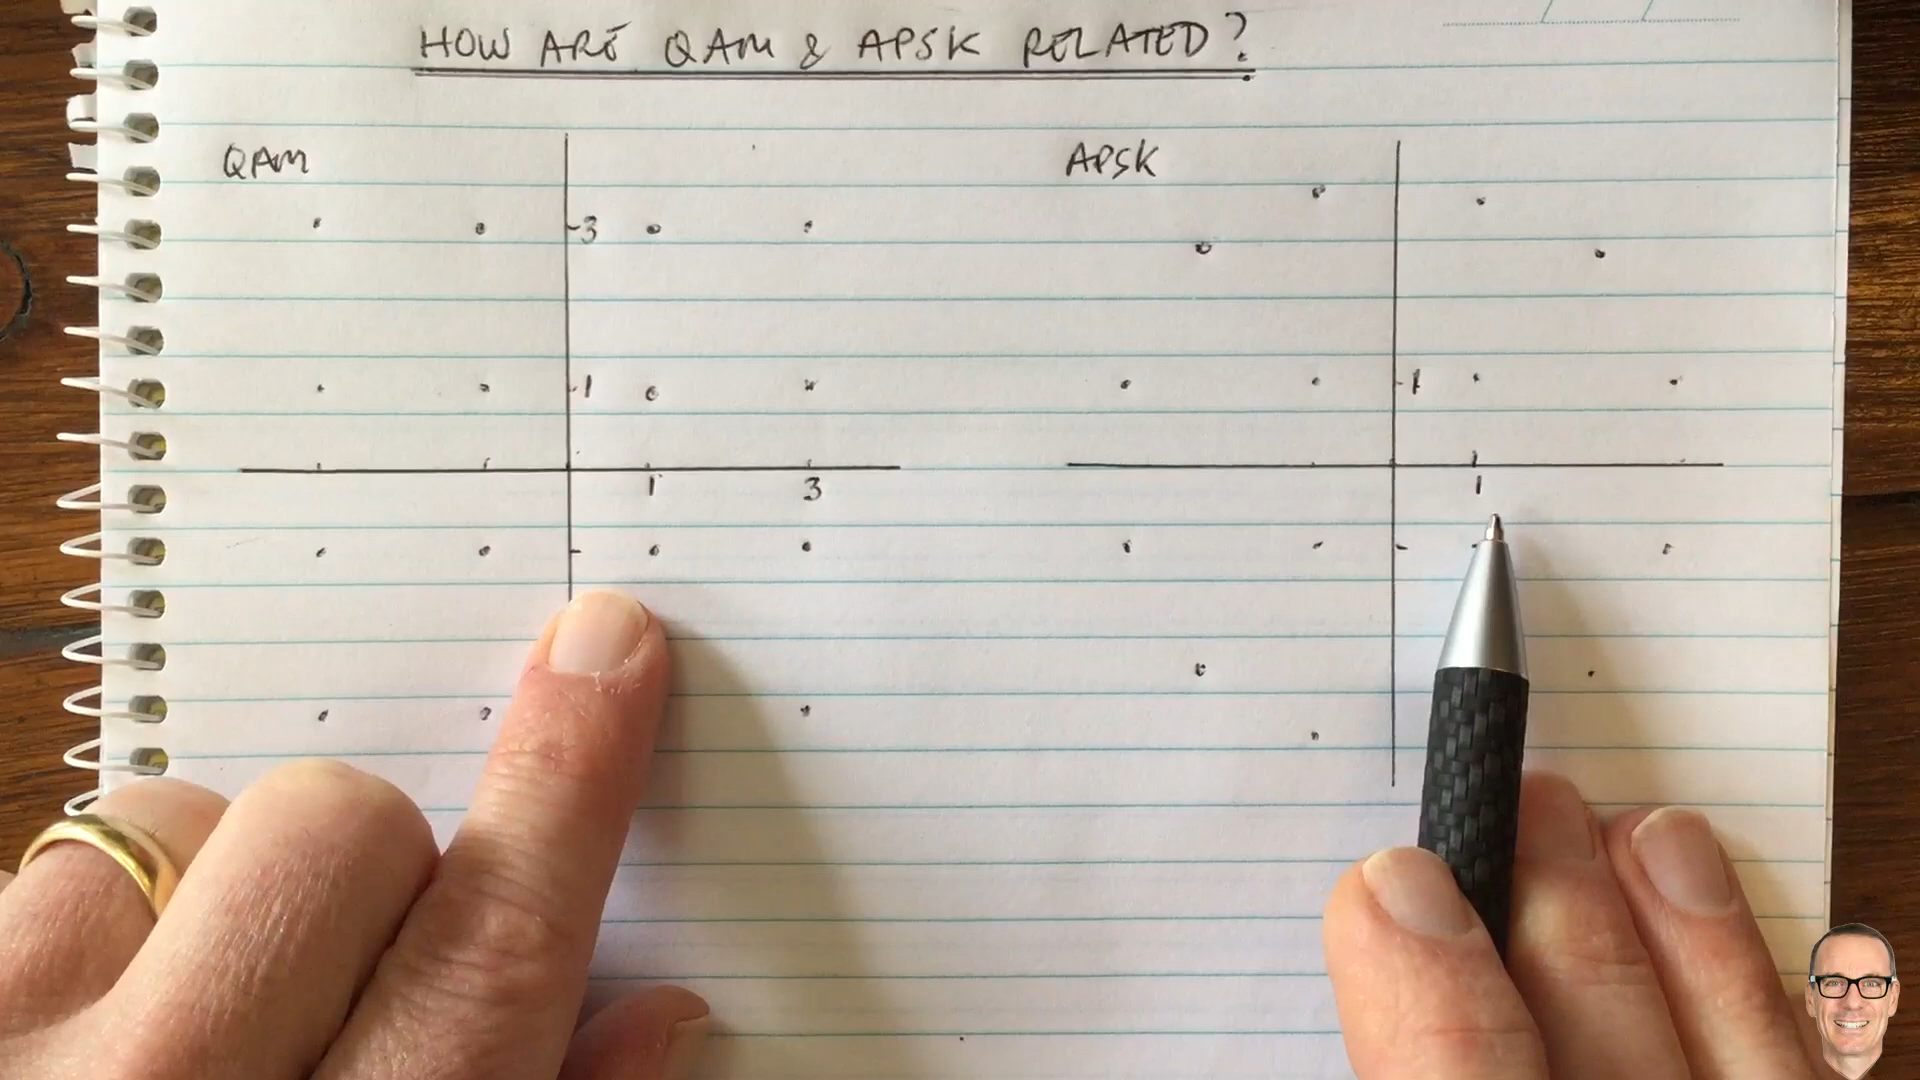 HOW ARE QAM & APSK RELATED?
QAM
APSK
3
1
1
1 3
1